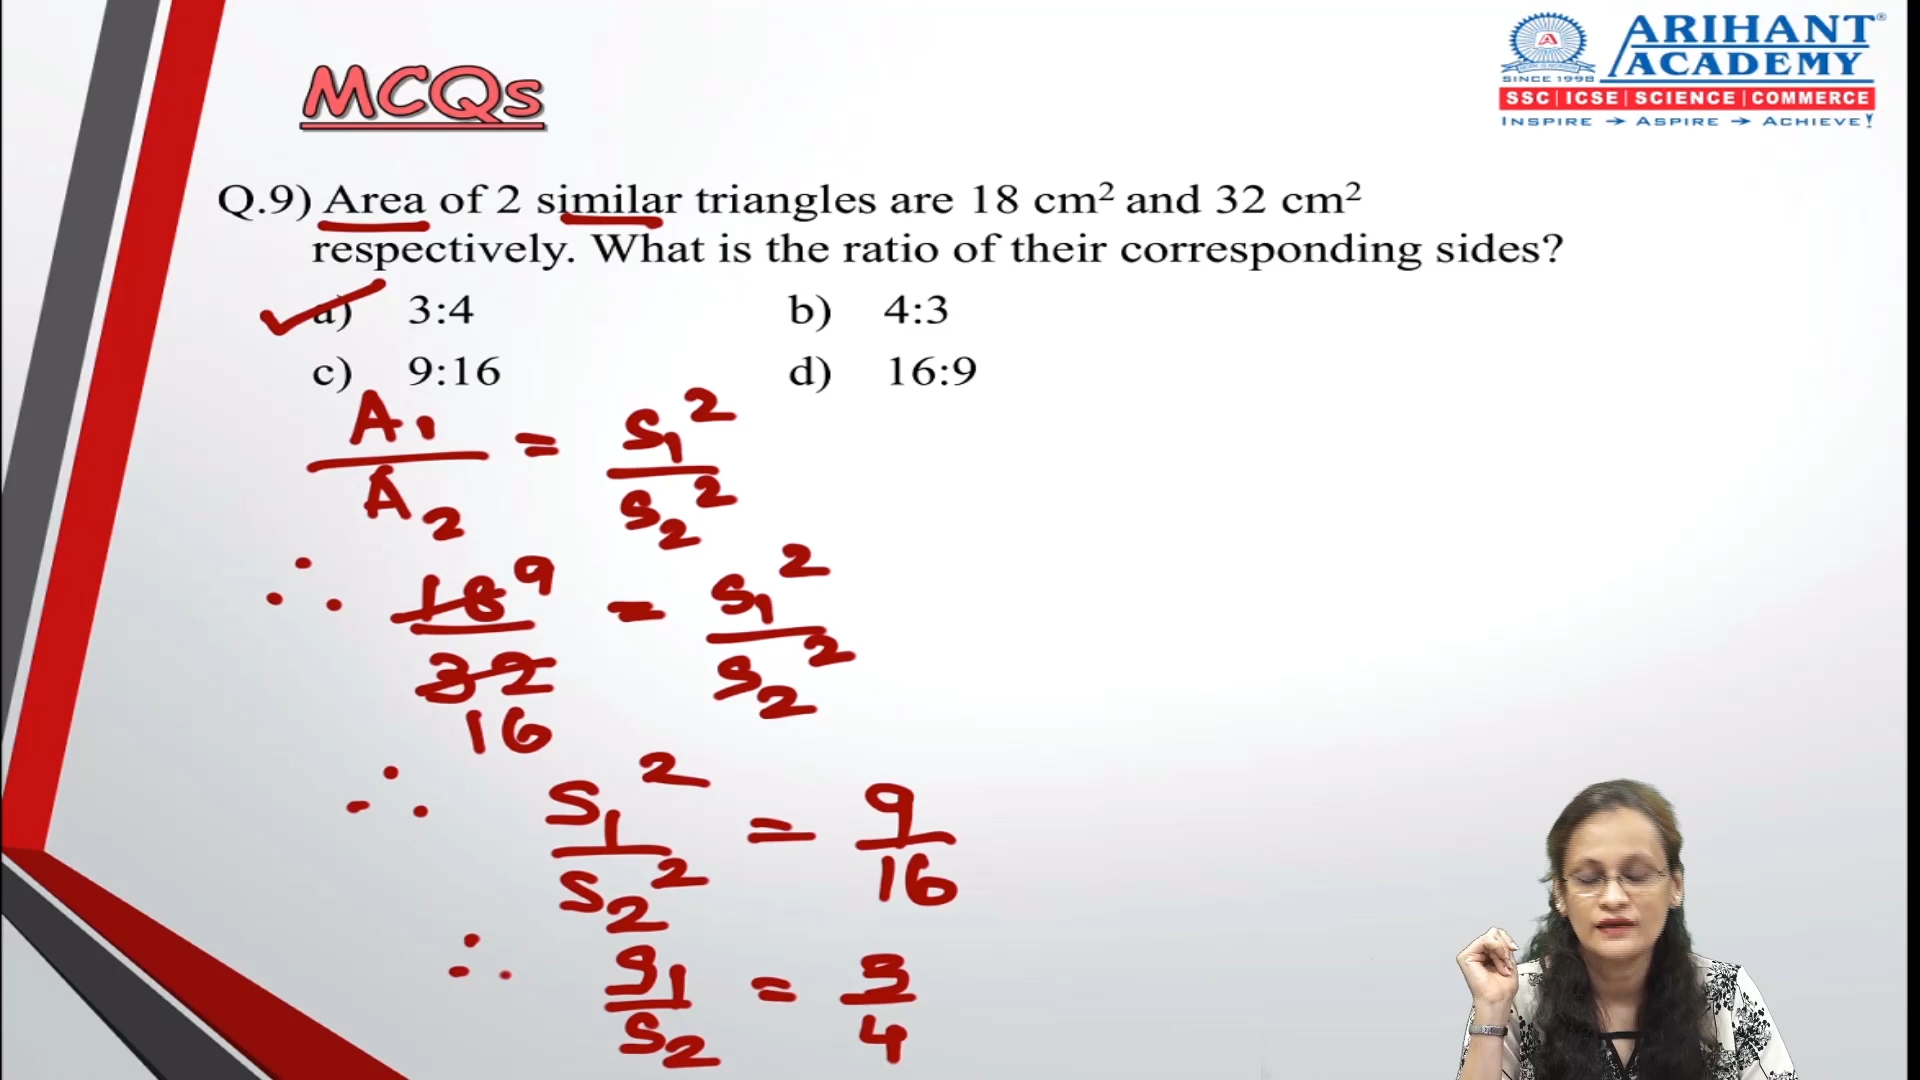 MCQs
ARIHANT
ACADEMY
SINCE 1998
SSC | ICSE | SCIENCE | COMMERCE
INSPIRE → ASPIRE → ACHIEVE!
Q.9) Area of 2 similar triangles are 18 cm² and 32 cm²
respectively. What is the ratio of their corresponding sides?
a) 3:4 b) 4:3
c) 9:16 d) 16:9
A₁/A₂ = S₁²/S₂²
∴ 18 9/32 16 = S₁²/S₂²
∴ S₁²/S₂² = 9/16
∴ S₁/S₂ = 3/4